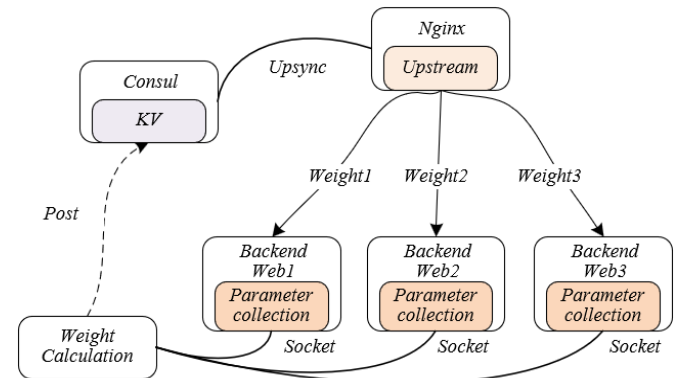 Nginx
Upstream
Upsync
Consul
KV
Weight1
Weight2
Weight3
Post
Backend
Web1
Parameter
collection
Backend
Web2
Parameter
collection
Backend
Web3
Parameter
collection
Weight
Calculation
Socket
Socket
Socket